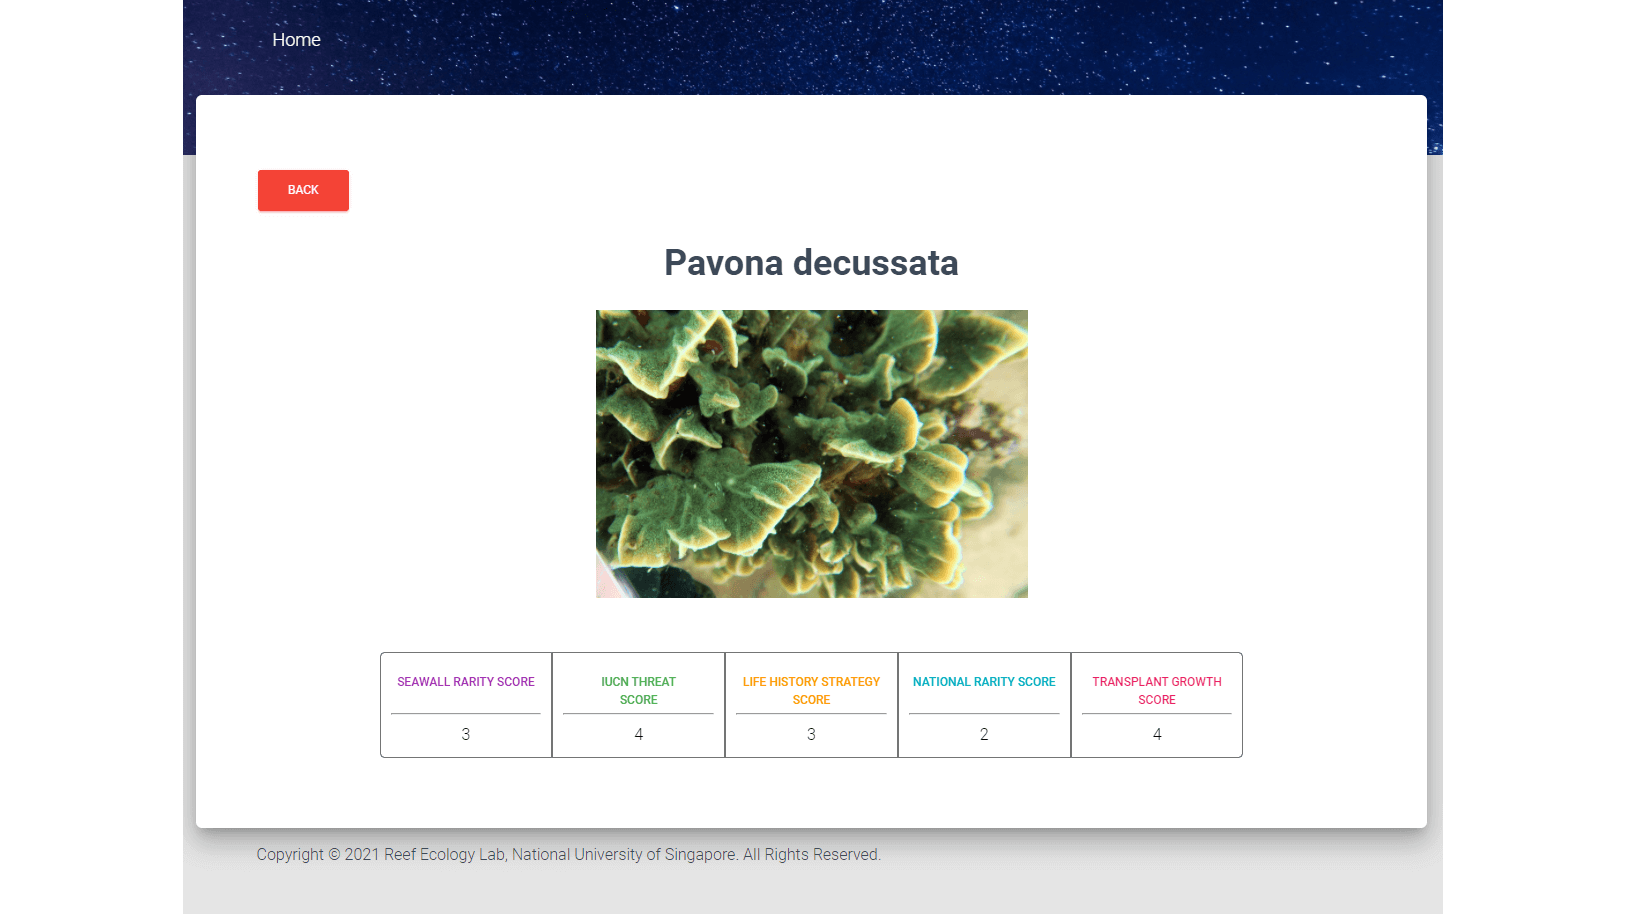 Home
BACK
Pavona decussata
SEAWALL RARITY SCORE
3
IUCN THREAT
SCORE
4
LIFE HISTORY STRATEGY
SCORE
3
NATIONAL RARITY SCORE
2
TRANSPLANT GROWTH
SCORE
4
Copyright © 2021 Reef Ecology Lab, National University of Singapore. All Rights Reserved.